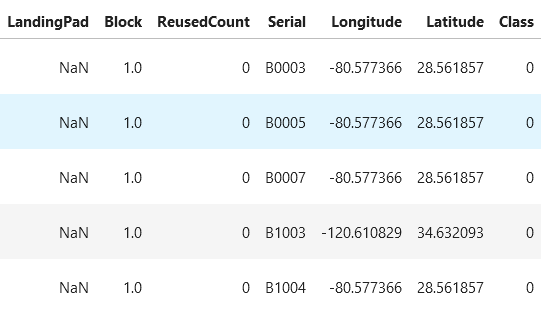 LandingPad Block ReusedCount Serial Longitude Latitude Class
NaN 1.0 0 B0003 -80.577366 28.561857 0
NaN 1.0 0 B0005 -80.577366 28.561857 0
NaN 1.0 0 B0007 -80.577366 28.561857 0
NaN 1.0 0 B1003 -120.610829 34.632093 0
NaN 1.0 0 B1004 -80.577366 28.561857 0